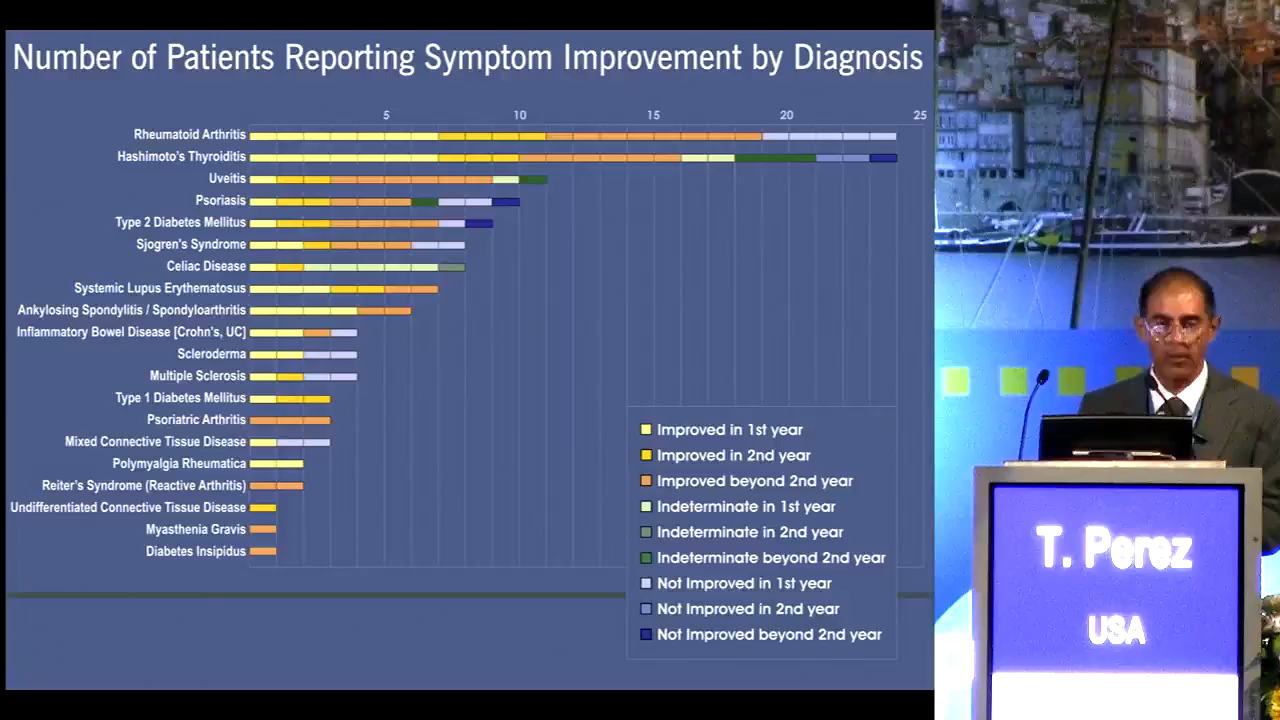 Number of Patients Reporting Symptom Improvement by Diagnosis
5 10 15 20 25
Rheumatoid Arthritis
Hashimoto's Thyroiditis
Uveitis
Psoriasis
Type 2 Diabetes Mellitus
Sjogren's Syndrome
Celiac Disease
Systemic Lupus Erythematosus
Ankylosing Spondylitis / Spondyloarthritis
Inflammatory Bowel Disease [Crohn's, UC]
Scleroderma
Multiple Sclerosis
Type 1 Diabetes Mellitus
Psoriatric Arthritis
Mixed Connective Tissue Disease
Polymyalgia Rheumatica
Reiter's Syndrome (Reactive Arthritis)
Undifferentiated Connective Tissue Disease
Myasthenia Gravis
Diabetes Insipidus
Improved in 1st year
Improved in 2nd year
Improved beyond 2nd year
Indeterminate in 1st year
Indeterminate in 2nd year
Indeterminate beyond 2nd year
Not Improved in 1st year
Not Improved in 2nd year
Not Improved beyond 2nd year
T. Perez
USA